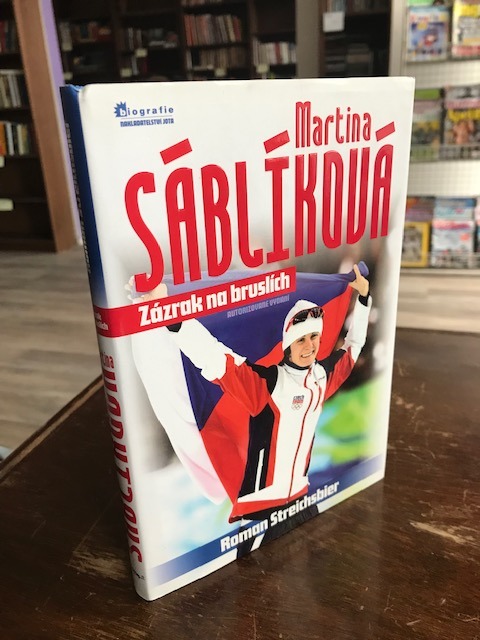 biografie
NAKLADATELSTVÍ JOTA
Martina
SÁBLÍKOVÁ
Zázrak na bruslích
AUTORIZOVANÉ VYDÁNÍ
Roman Streichsbier